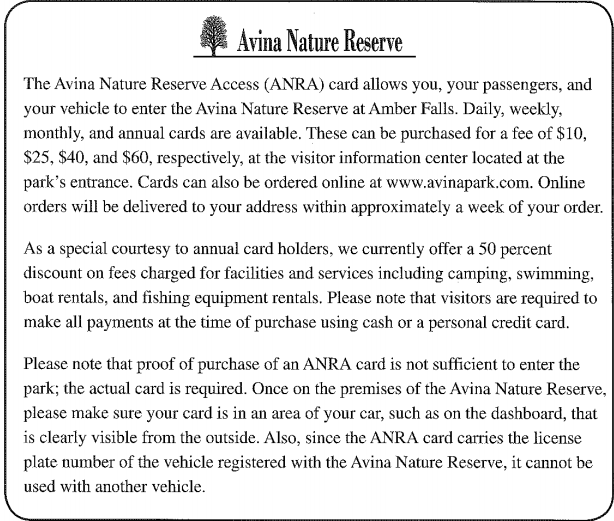 Avina Nature Reserve
The Avina Nature Reserve Access (ANRA) card allows you, your passengers, and
your vehicle to enter the Avina Nature Reserve at Amber Falls. Daily, weekly,
monthly, and annual cards are available. These can be purchased for a fee of $10,
$25, $40, and $60, respectively, at the visitor information center located at the
park's entrance. Cards can also be ordered online at www.avinapark.com. Online
orders will be delivered to your address within approximately a week of your order.
As a special courtesy to annual card holders, we currently offer a 50 percent
discount on fees charged for facilities and services including camping, swimming,
boat rentals, and fishing equipment rentals. Please note that visitors are required to
make all payments at the time of purchase using cash or a personal credit card.
Please note that proof of purchase of an ANRA card is not sufficient to enter the
park; the actual card is required. Once on the premises of the Avina Nature Reserve,
please make sure your card is in an area of your car, such as on the dashboard, that
is clearly visible from the outside. Also, since the ANRA card carries the license
plate number of the vehicle registered with the Avina Nature Reserve, it cannot be
used with another vehicle.